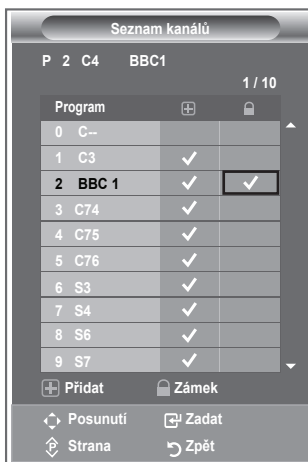 Seznam kanálů
P 2 C4 BBC1
1 / 10
Program
0 C--
1 C3
2 BBC 1
3 C74
4 C75
5 C76
6 S3
7 S4
8 S6
9 S7
Přidat Zámek
Posunutí Zadat
P Strana Zpět